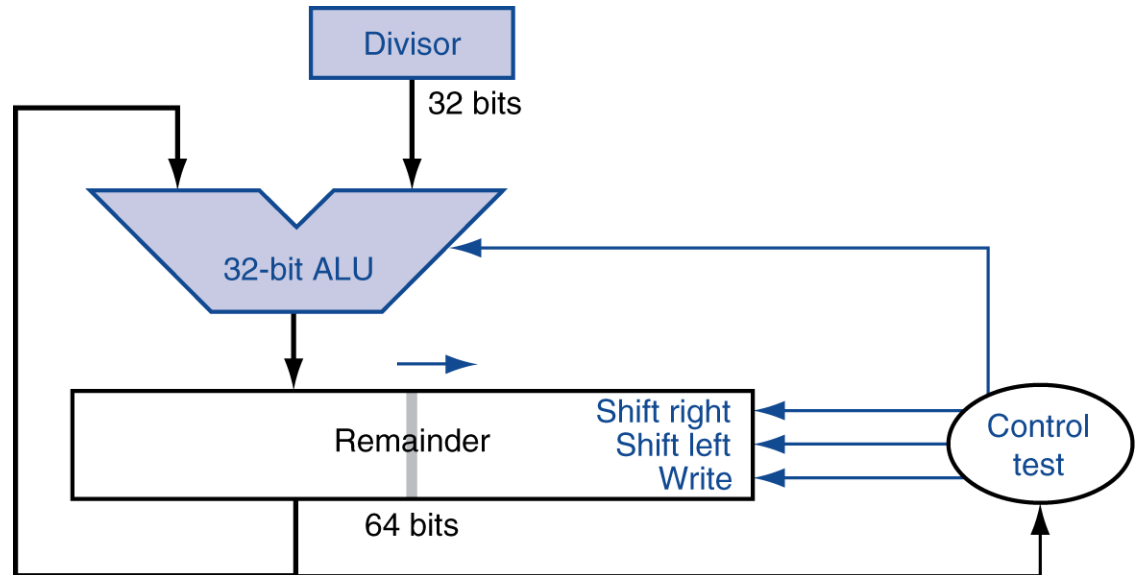 Divisor
32 bits
32-bit ALU
Remainder
Shift right
Shift left
Write
Control
test
64 bits